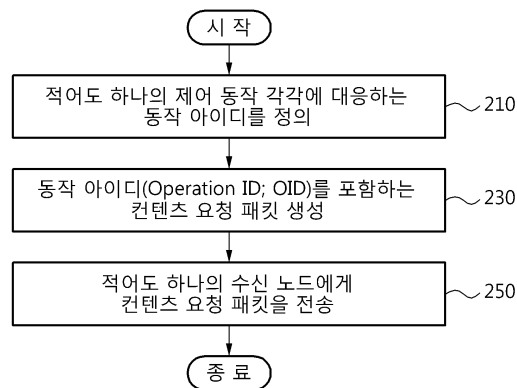 시 작
적어도 하나의 제어 동작 각각에 대응하는
동작 아이디를 정의
210
동작 아이디(Operation ID; OID)를 포함하는
컨텐츠 요청 패킷 생성
230
적어도 하나의 수신 노드에게
컨텐츠 요청 패킷을 전송
250
종 료